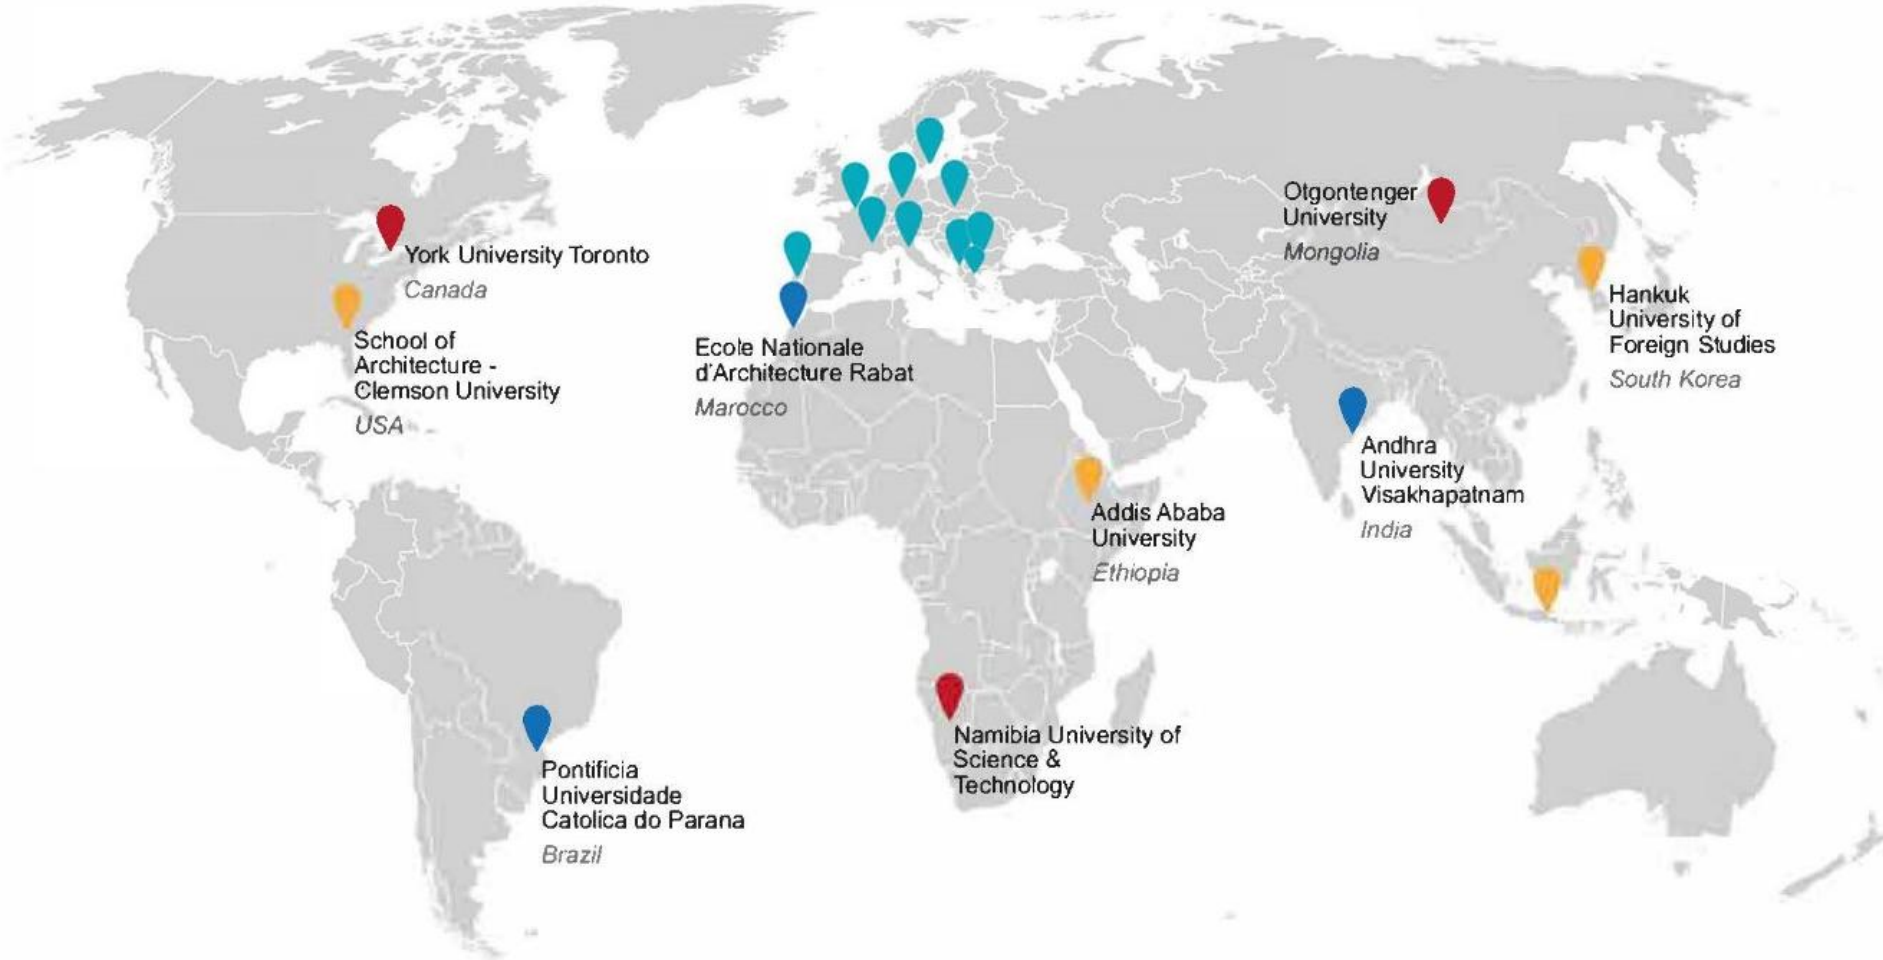 York University Toronto
Canada
School of
Architecture -
Clemson University
USA
Pontificia
Universidade
Catolica do Parana
Brazil
Ecole Nationale
d'Architecture Rabat
Marocco
Addis Ababa
University
Ethiopia
Namibia University of
Science &
Technology
Otgontenger
University
Mongolia
Hankuk
University of
Foreign Studies
South Korea
Andhra
University
Visakhapatnam
India